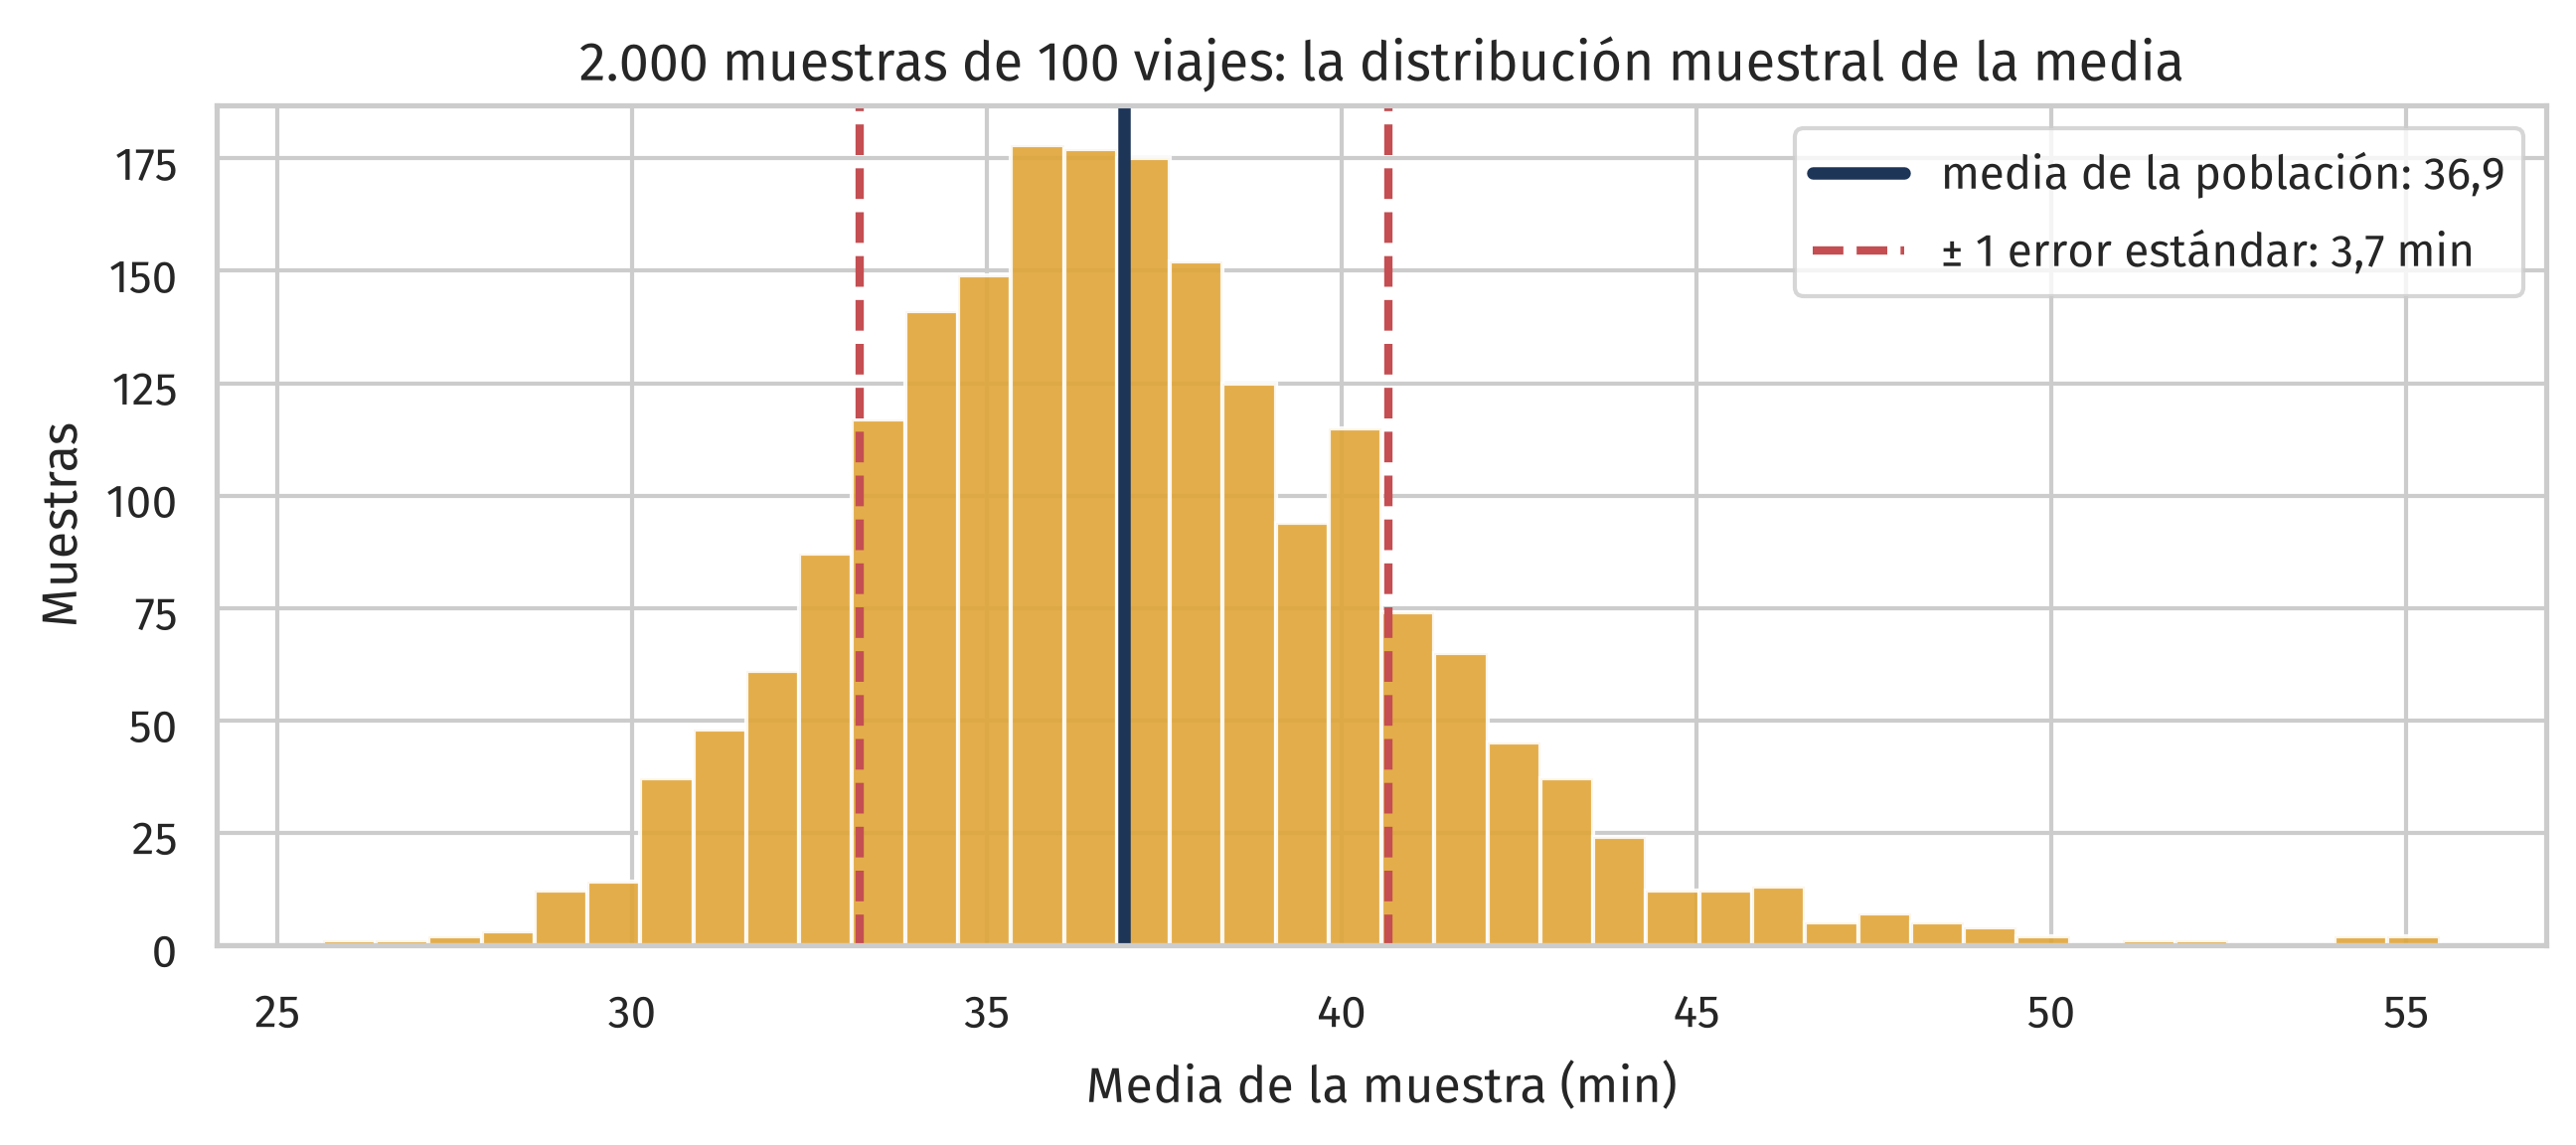 2.000 muestras de 100 viajes: la distribución muestral de la media
media de la población: 36,9
± 1 error estándar: 3,7 min
Muestras
175
150
125
100
75
50
25
0
25 30 35 40 45 50 55
Media de la muestra (min)